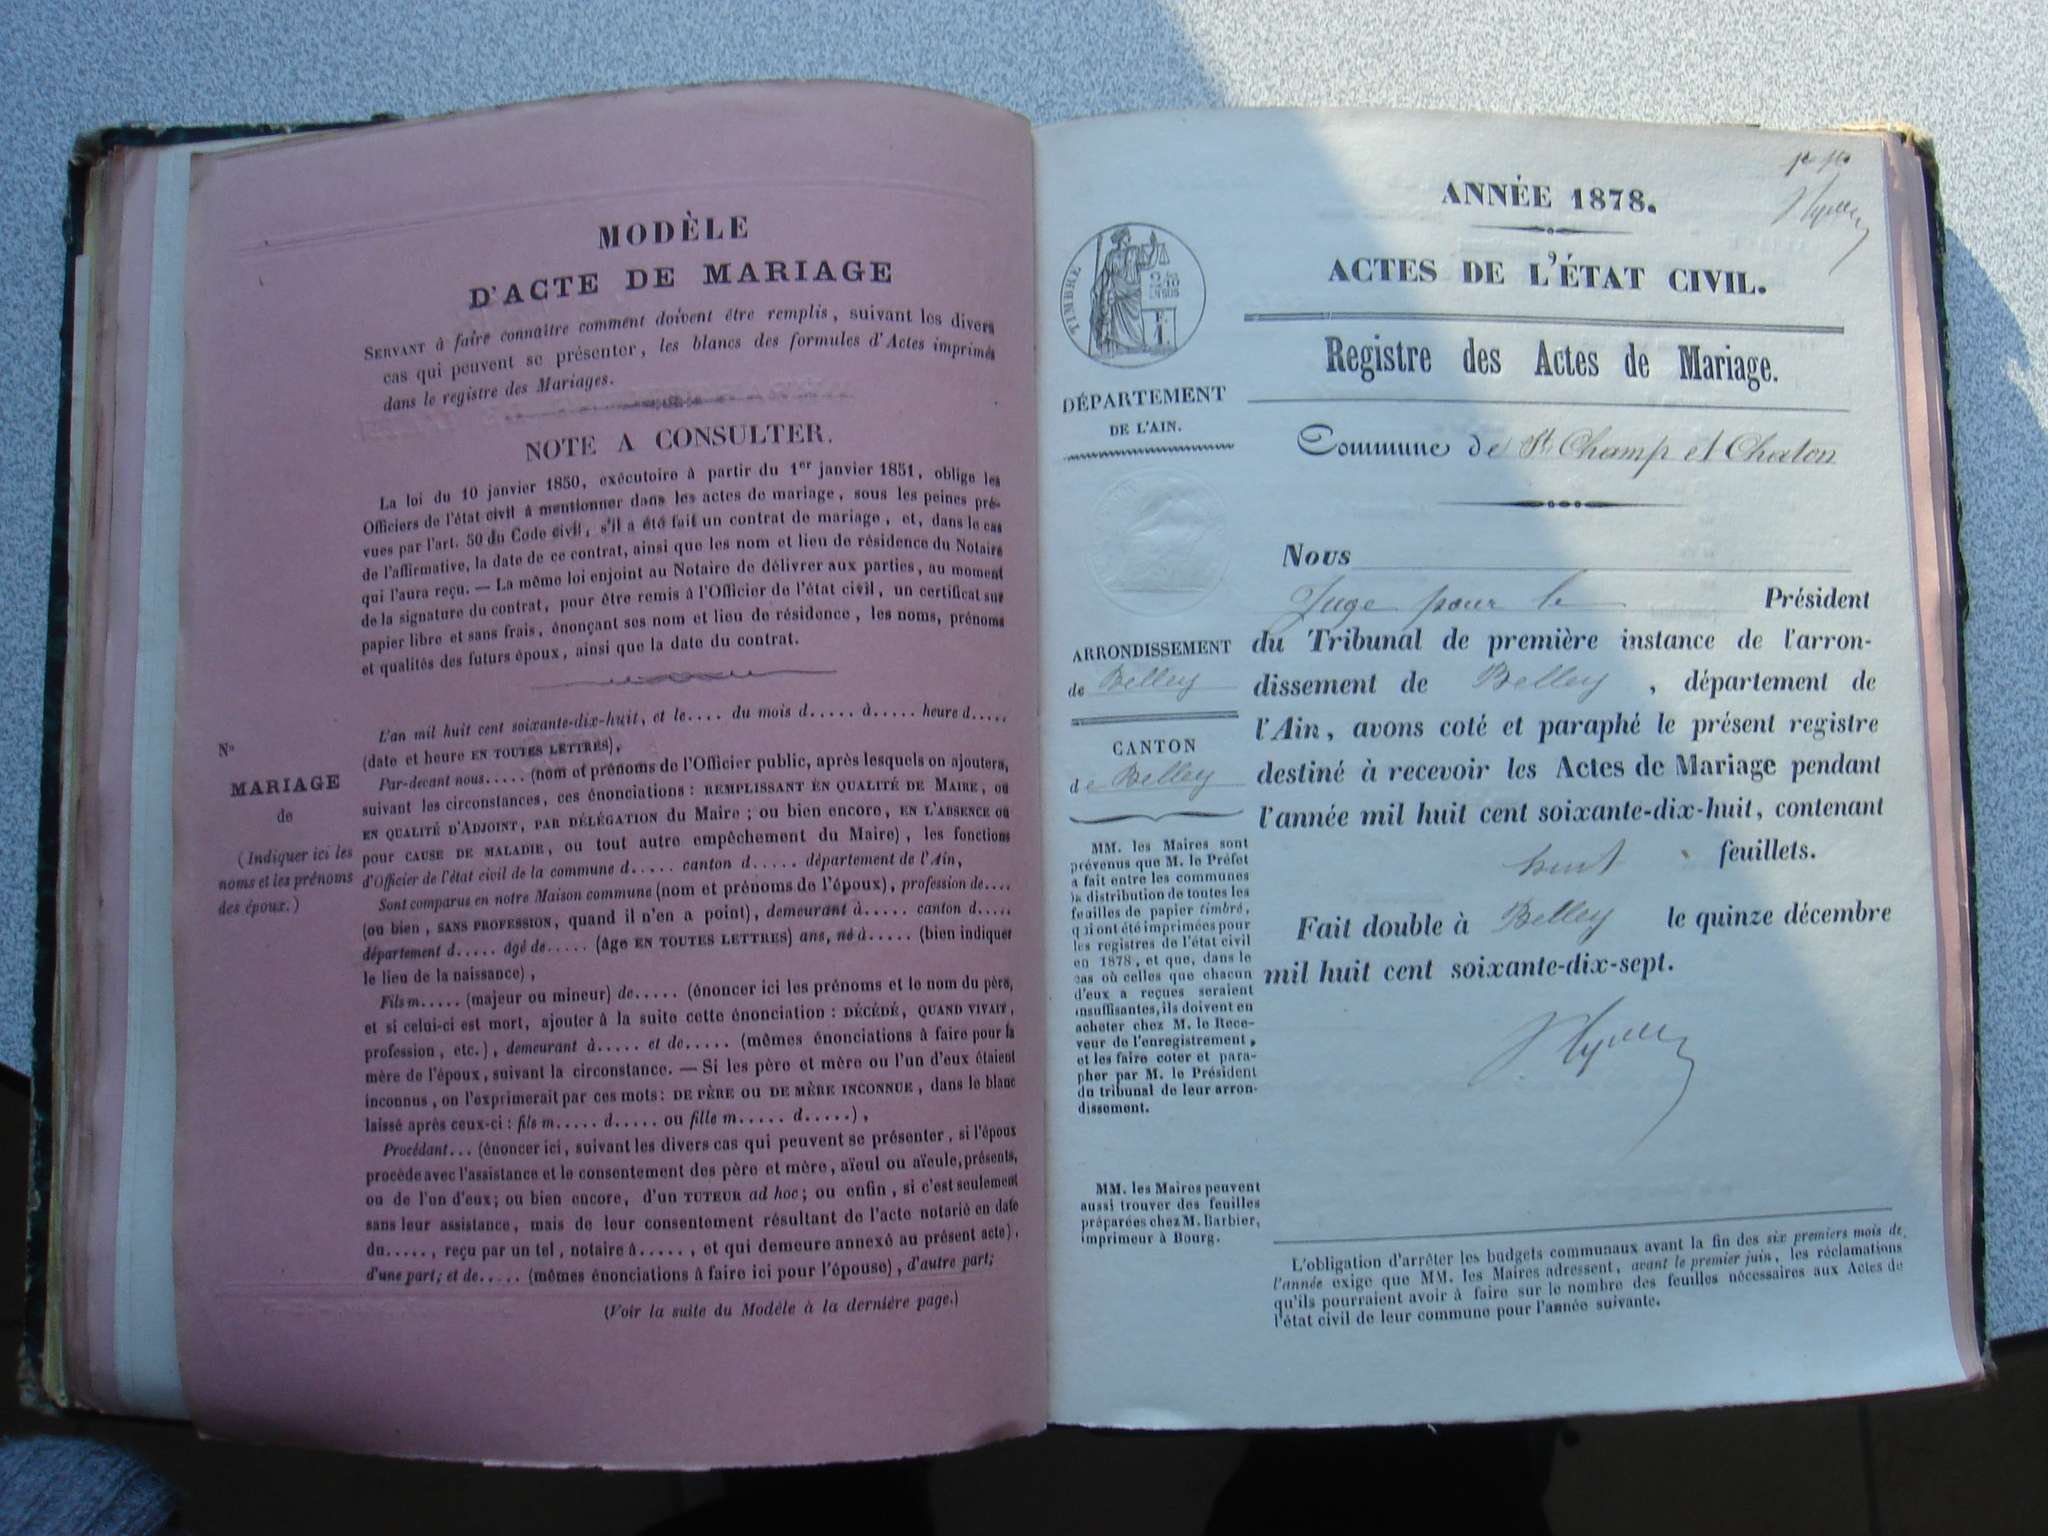 MODÈLE
D'ACTE DE MARIAGE
SERVANT à faire connaître comment doivent être remplis, suivant les divers
cas qui peuvent se présenter, les blancs des formules d'Actes imprimés
dans le registre des Mariages.
NOTE A CONSULTER.
La loi du 10 janvier 1850, exécutoire à partir du 1er janvier 1851, oblige les
Officiers de l'état civil à mentionner dans les actes de mariage, sous les peines pré-
vues par l'art. 50 du Code civil, s'il a été fait un contrat de mariage, et, dans le cas
de l'affirmative, la date de ce contrat, ainsi que les nom et lieu de résidence du Notaire
qui l'aura reçu. — La même loi enjoint au Notaire de délivrer aux parties, au moment
de la signature du contrat, pour être remis à l'Officier de l'état civil, un certificat sur
papier libre et sans frais, énonçant ses nom et lieu de résidence, les noms, prénoms
et qualités des futurs époux, ainsi que la date du contrat.
No
MARIAGE
de
(Indiquer ici les
noms et les prénoms
des époux.)
L'an mil huit cent soixante-dix-huit, et le.... du mois d..... à..... heure d.....
(date et heure EN TOUTES LETTRES),
Par-devant nous..... (nom et prénoms de l'Officier public, après lesquels on ajoutera,
suivant les circonstances, ces énonciations : REMPLISSANT EN QUALITÉ DE MAIRE, ou
EN QUALITÉ D'ADJOINT, PAR DÉLÉGATION du Maire ; ou bien encore, EN L'ABSENCE ou
pour CAUSE DE MALADIE, ou tout autre empêchement du Maire), les fonctions
d'Officier de l'état civil de la commune d..... canton d..... département de l'Ain,
Sont comparus en notre Maison commune (nom et prénoms de l'époux), profession de....
(ou bien, SANS PROFESSION, quand il n'en a point), demeurant à..... canton d.....
département d..... âgé de..... (âge EN TOUTES LETTRES) ans, né à..... (bien indiquer
le lieu de la naissance),
Fils m..... (majeur ou mineur) de..... (énoncer ici les prénoms et le nom du père,
et si celui-ci est mort, ajouter à la suite cette énonciation : DÉCÉDÉ, QUAND VIVAIT,
profession, etc.), demeurant à..... et de..... (mêmes énonciations à faire pour la
mère de l'époux, suivant la circonstance. — Si les père et mère ou l'un d'eux étaient
inconnus, on l'exprimerait par ces mots : DE PÈRE OU DE MÈRE INCONNUE, dans le blanc
laissé après ceux-ci : fils m..... d..... ou fille m..... d.....),
Procédant... (énoncer ici, suivant les divers cas qui peuvent se présenter, si l'époux
procède avec l'assistance et le consentement des père et mère, aïeul ou aïeule, présents,
ou de l'un d'eux ; ou bien encore, d'un TUTEUR ad hoc ; ou enfin, si c'est seulement
sans leur assistance, mais de leur consentement résultant de l'acte notarié en date
du....., reçu par un tel, notaire à....., et qui demeure annexé au présent acte),
d'une part; et de..... (mêmes énonciations à faire ici pour l'épouse), d'autre part;
(Voir la suite du Modèle à la dernière page.)
ANNÉE 1878.
ACTES DE L'ÉTAT CIVIL.
Registre des Actes de Mariage.
Commune de St Champ et Chaton
TIMBRE
DÉPARTEMENT
DE L'AIN.
ARRONDISSEMENT
de Belley
CANTON
de Belley
MM. les Maires sont
prévenus que M. le Préfet
a fait entre les communes
la distribution de toutes les
feuilles de papier timbré,
qui ont été imprimées pour
les registres de l'état civil
en 1878, et que, dans le
cas où celles que chacun
d'eux a reçues seraient
insuffisantes, ils doivent en
acheter chez M. le Rece-
veur de l'enregistrement,
et les faire coter et para-
pher par M. le Président
du tribunal de leur arron-
dissement.
MM. les Maires peuvent
aussi trouver des feuilles
préparées chez M. Barbier,
imprimeur à Bourg.
Nous
Juge pour le Président
du Tribunal de première instance de l'arron-
dissement de Belley, département de
l'Ain, avons coté et paraphé le présent registre
destiné à recevoir les Actes de Mariage pendant
l'année mil huit cent soixante-dix-huit, contenant
huit feuillets.
Fait double à Belley le quinze décembre
mil huit cent soixante-dix-sept.
L'obligation d'arrêter les budgets communaux avant la fin des six premiers mois de
l'année exige que MM. les Maires adressent, avant le premier juin, les réclamations
qu'ils pourraient avoir à faire sur le nombre des feuilles nécessaires aux Actes de
l'état civil de leur commune pour l'année suivante.